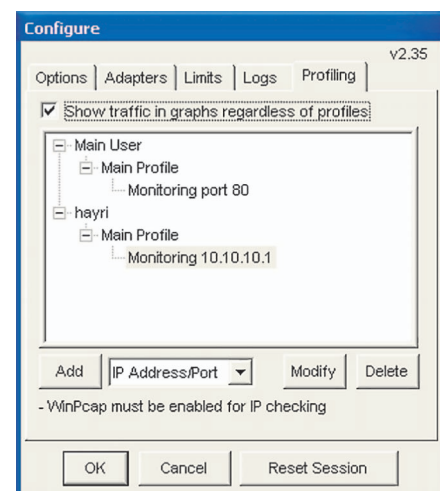 Configure
v2.35
Options Adapters Limits Logs Profiling
Show traffic in graphs regardless of profiles
Main User
Main Profile
Monitoring port 80
hayri
Main Profile
Monitoring 10.10.10.1
Add IP Address/Port Modify Delete
- WinPcap must be enabled for IP checking
OK Cancel Reset Session